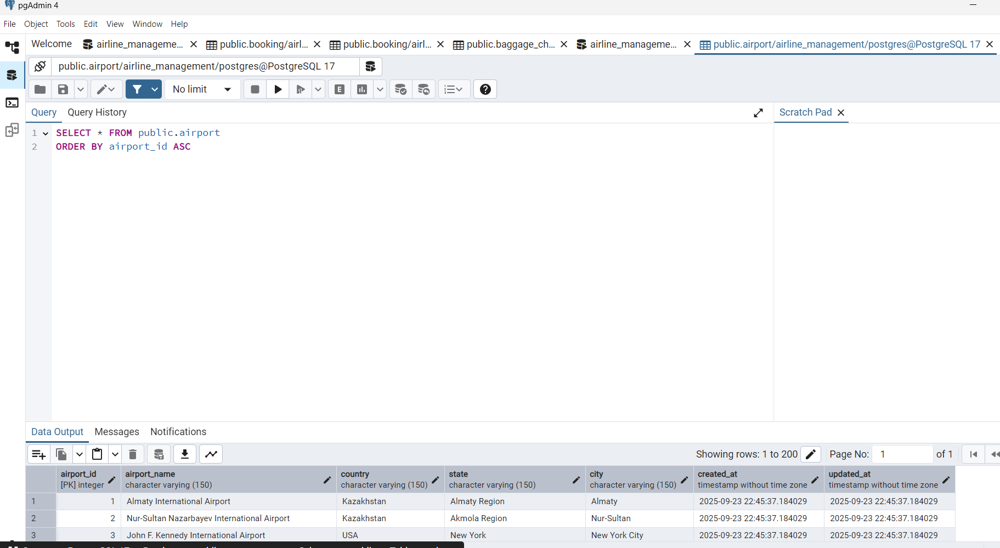 pgAdmin 4
File Object Tools Edit View Window Help
Welcome airline_manageme... public.booking/airl... public.booking/airl... public.baggage_ch... airline_manageme... public.airport/airline_management/postgres@PostgreSQL 17
public.airport/airline_management/postgres@PostgreSQL 17
No limit E
Query Query History Scratch Pad
1 SELECT * FROM public.airport
2 ORDER BY airport_id ASC
Data Output Messages Notifications
Showing rows: 1 to 200 Page No: 1 of 1
airport_id airport_name country state city created_at updated_at
[PK] integer character varying (150) character varying (150) character varying (150) character varying (150) timestamp without time zone timestamp without time zone
1 1 Almaty International Airport Kazakhstan Almaty Region Almaty 2025-09-23 22:45:37.184029 2025-09-23 22:45:37.184029
2 2 Nur-Sultan Nazarbayev International Airport Kazakhstan Akmola Region Nur-Sultan 2025-09-23 22:45:37.184029 2025-09-23 22:45:37.184029
3 3 John F. Kennedy International Airport USA New York New York City 2025-09-23 22:45:37.184029 2025-09-23 22:45:37.184029